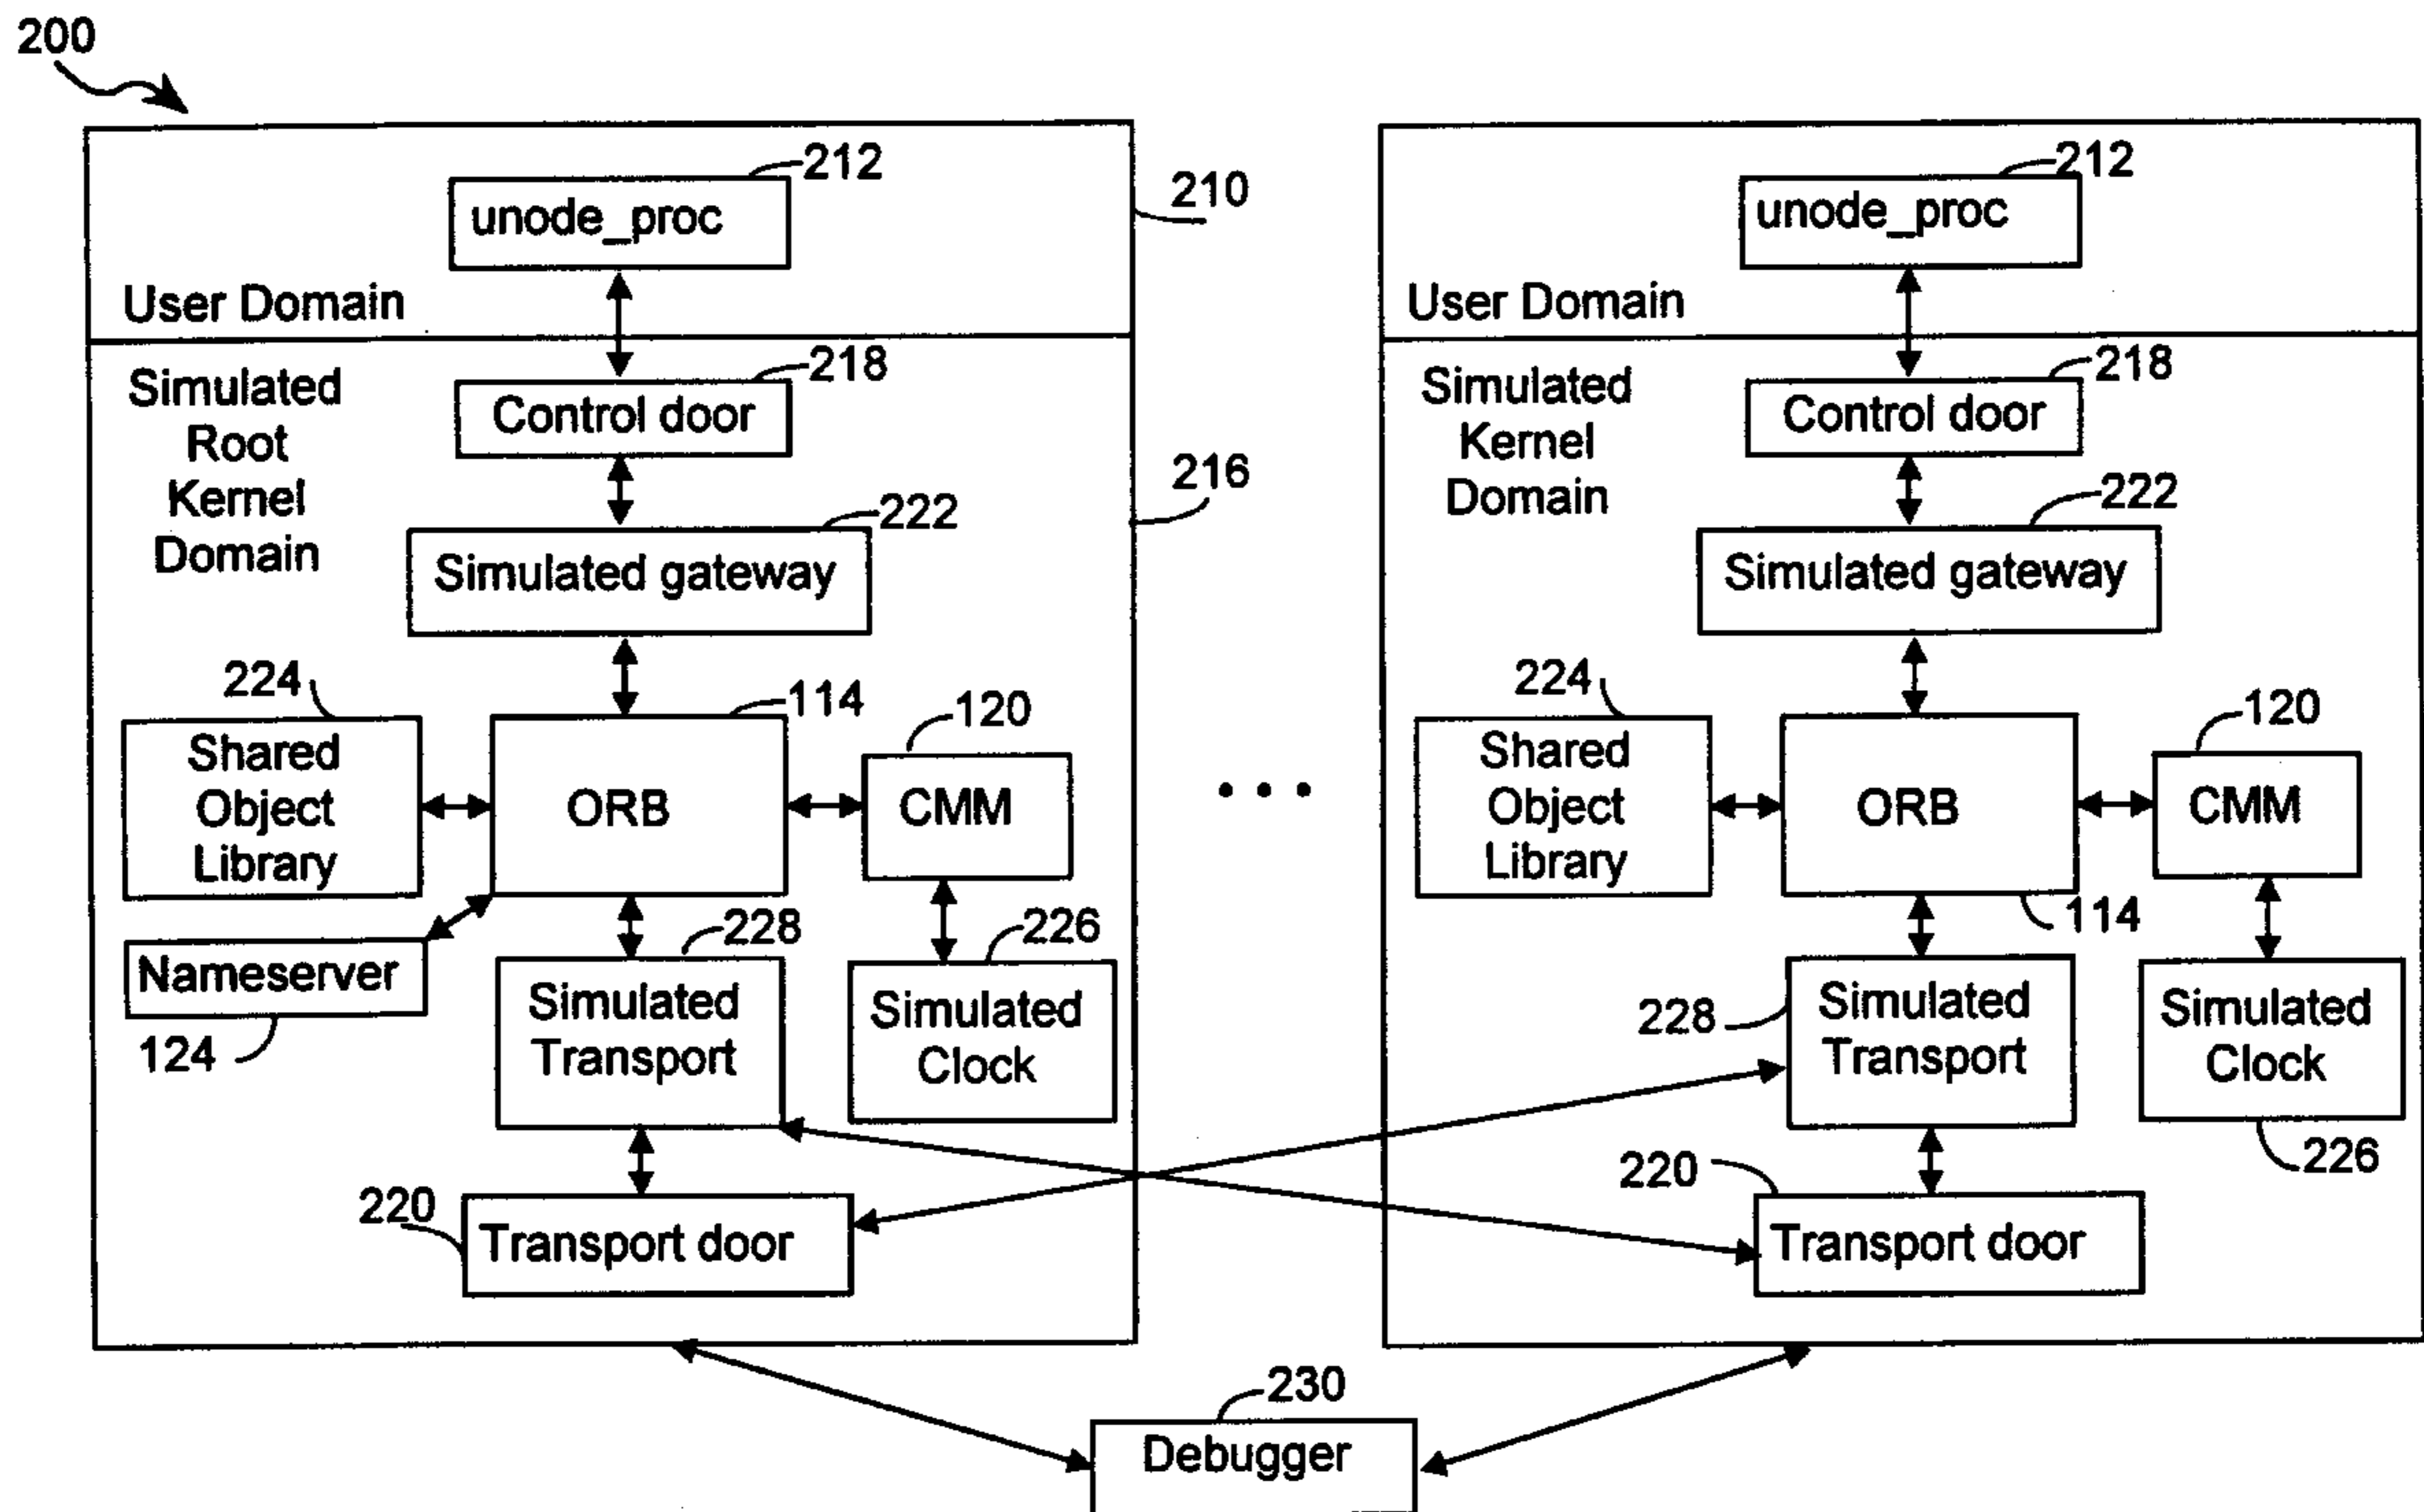 200
212
unode_proc
210
User Domain
218
Control door
Simulated
Root
Kernel
Domain
216
222
Simulated gateway
224
114
120
Shared
Object
Library
ORB
CMM
Nameserver
124
228
226
Simulated
Transport
Simulated
Clock
220
Transport door
...
212
unode_proc
User Domain
218
Control door
Simulated
Kernel
Domain
222
Simulated gateway
224
120
Shared
Object
Library
ORB
CMM
114
228
Simulated
Transport
Simulated
Clock
226
220
Transport door
230
Debugger